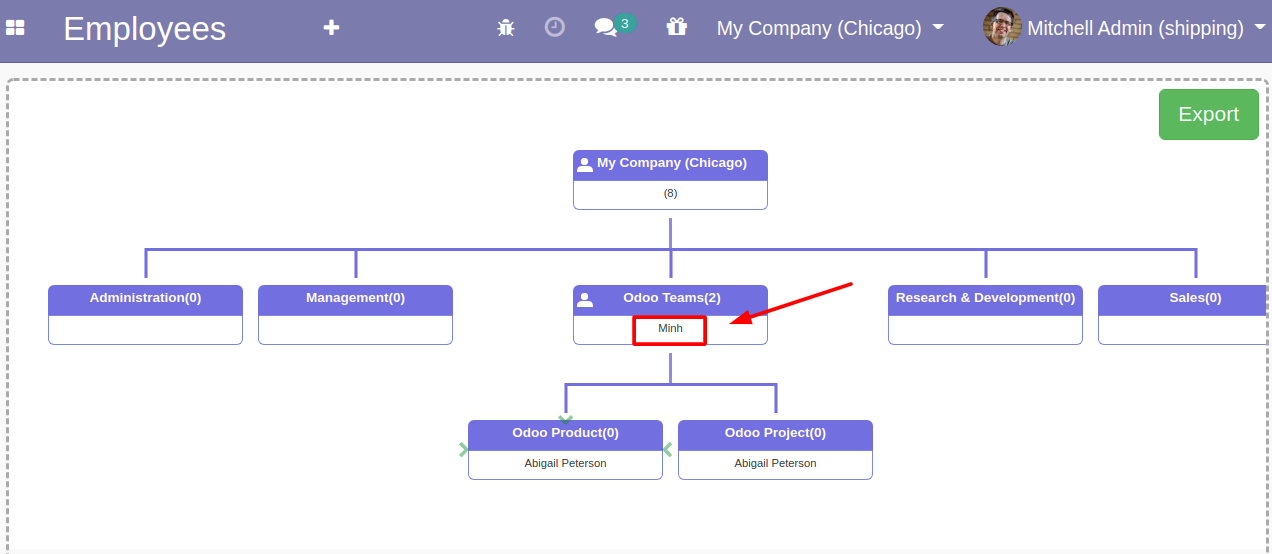 Employees
3
My Company (Chicago)
Mitchell Admin (shipping)
Export
My Company (Chicago)
(8)
Administration(0)
Management(0)
Odoo Teams(2)
Minh
Research & Development(0)
Sales(0)
Odoo Product(0)
Abigail Peterson
Odoo Project(0)
Abigail Peterson